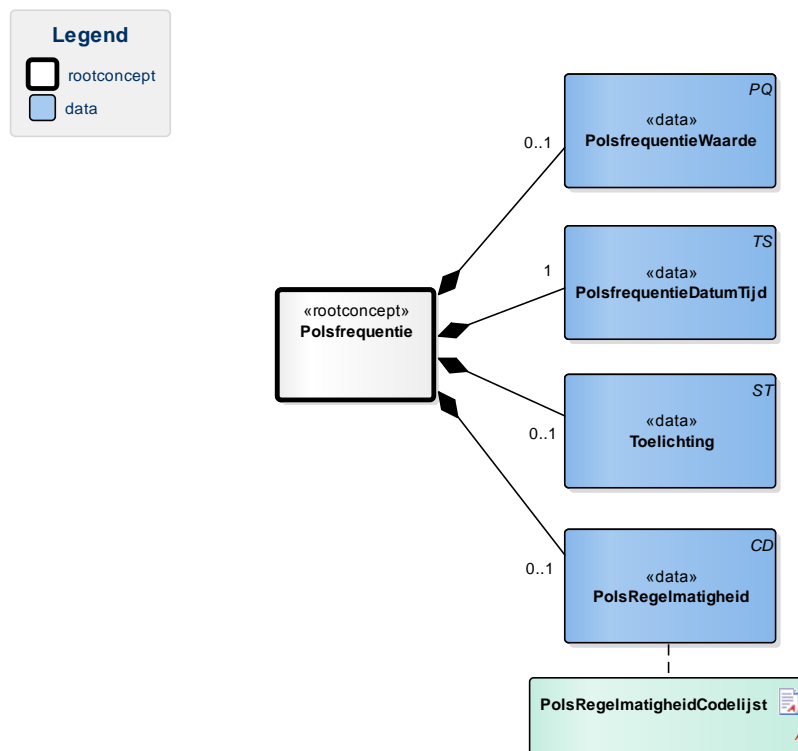 Legend
rootconcept
data
PQ
«data»
PolsfrequentieWaarde
0..1
TS
«data»
PolsfrequentieDatumTijd
1
«rootconcept»
Polsfrequentie
ST
«data»
Toelichting
0..1
CD
«data»
PolsRegelmatigheid
0..1
PolsRegelmatigheidCodelijst